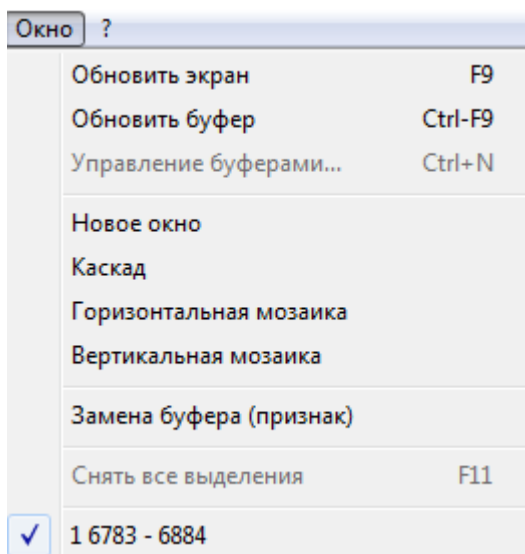 Окно ?
Обновить экран F9
Обновить буфер Ctrl-F9
Управление буферами... Ctrl+N
Новое окно
Каскад
Горизонтальная мозаика
Вертикальная мозаика
Замена буфера (признак)
Снять все выделения F11
1 6783 - 6884